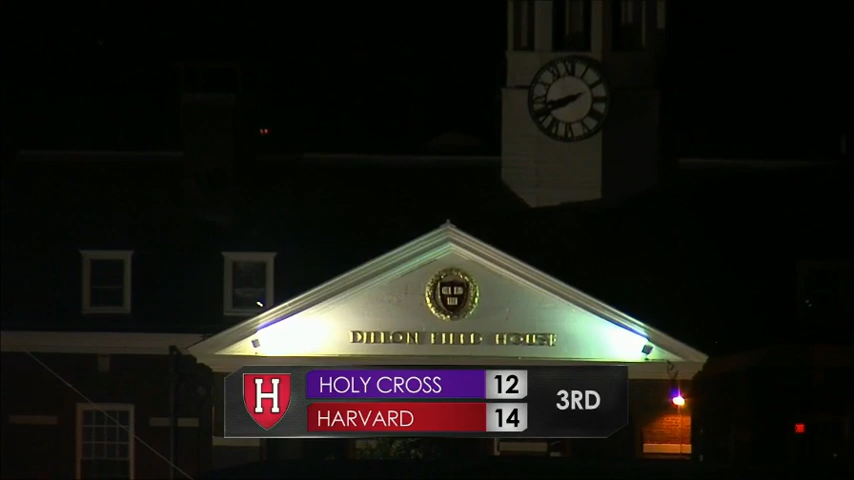 DILLON FIELD HOUSE
H
HOLY CROSS 12
HARVARD 14
3RD